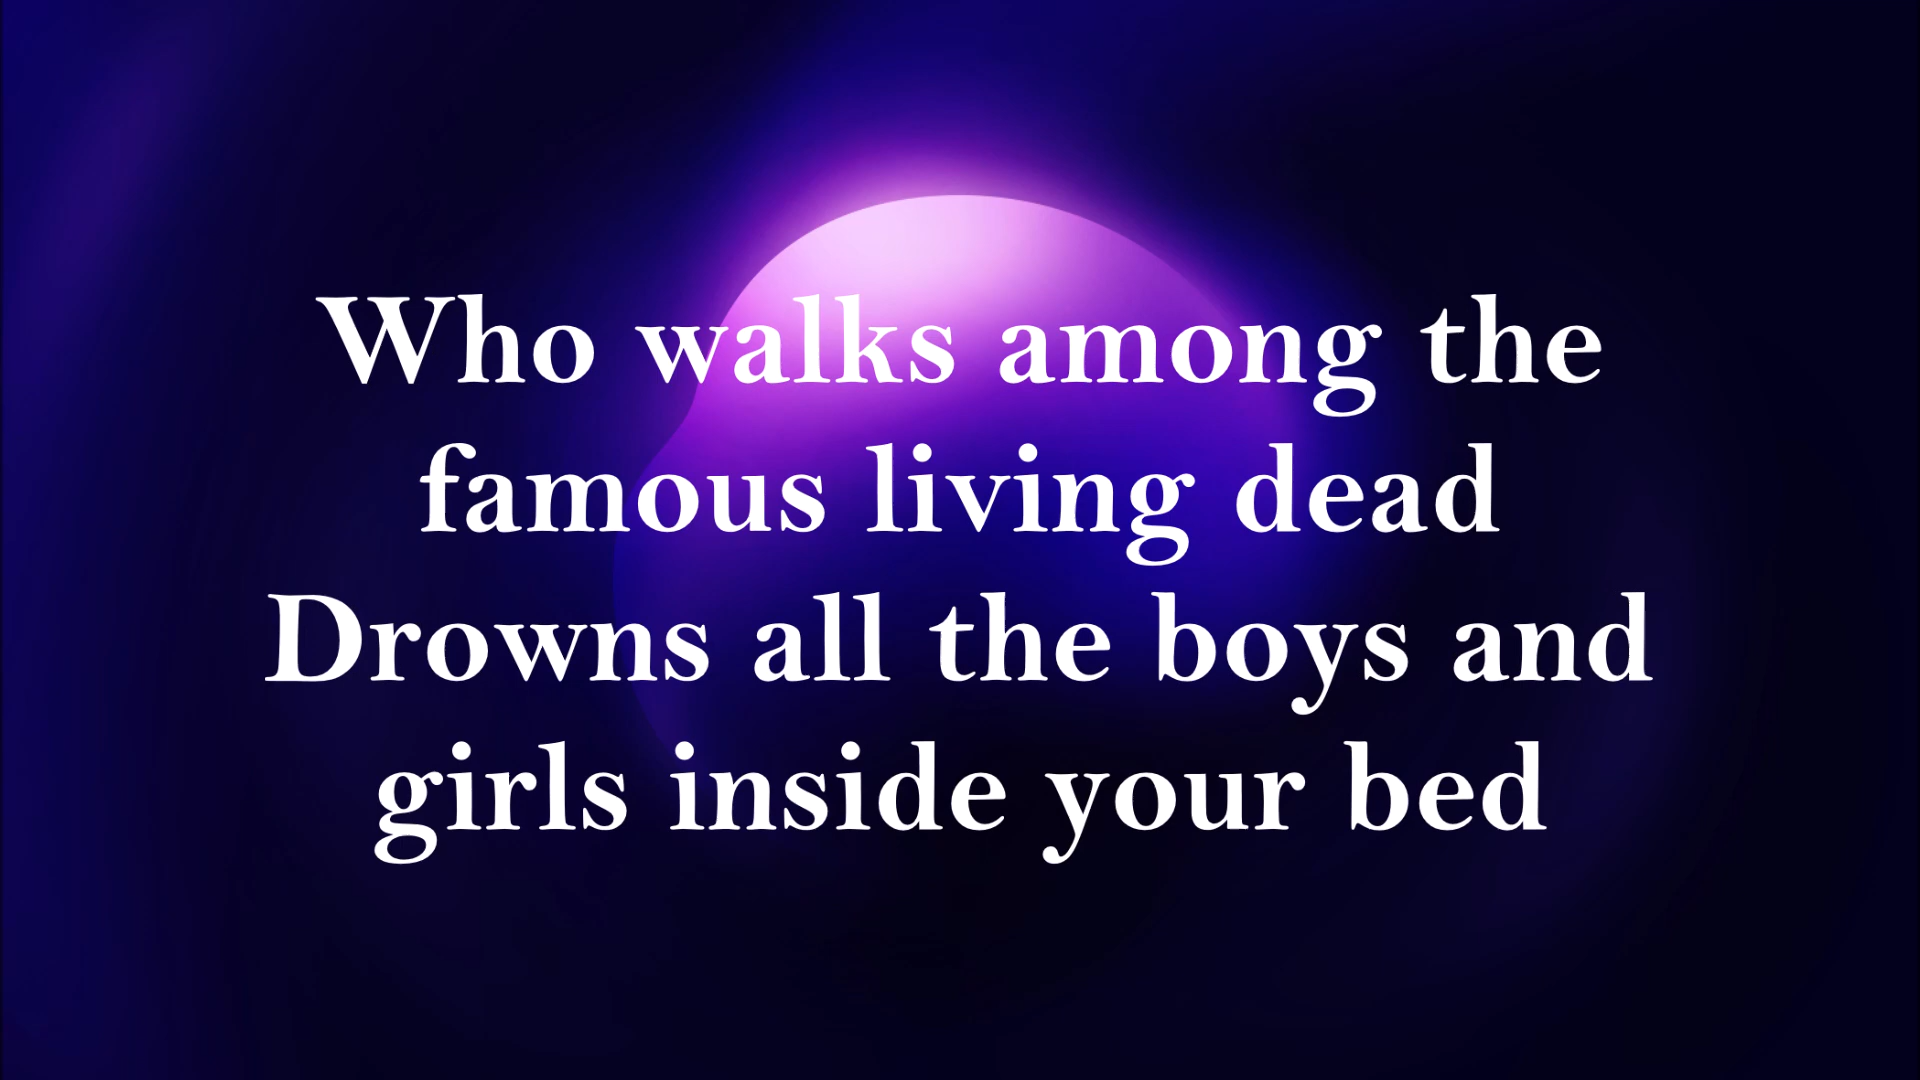 Who walks among the
famous living dead
Drowns all the boys and
girls inside your bed